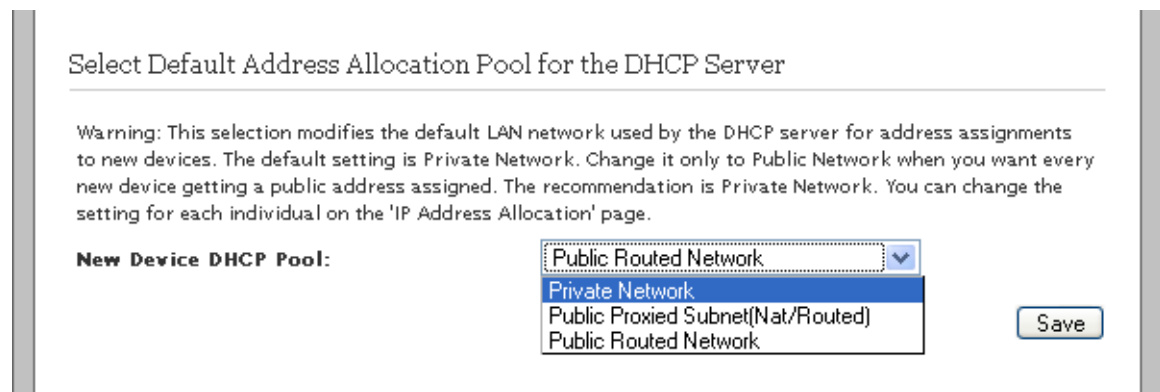 Select Default Address Allocation Pool for the DHCP Server
Warning: This selection modifies the default LAN network used by the DHCP server for address assignments
to new devices. The default setting is Private Network. Change it only to Public Network when you want every
new device getting a public address assigned. The recommendation is Private Network. You can change the
setting for each individual on the 'IP Address Allocation' page.
New Device DHCP Pool: Public Routed Network
Private Network
Public Proxied Subnet(Nat/Routed)
Public Routed Network
Save